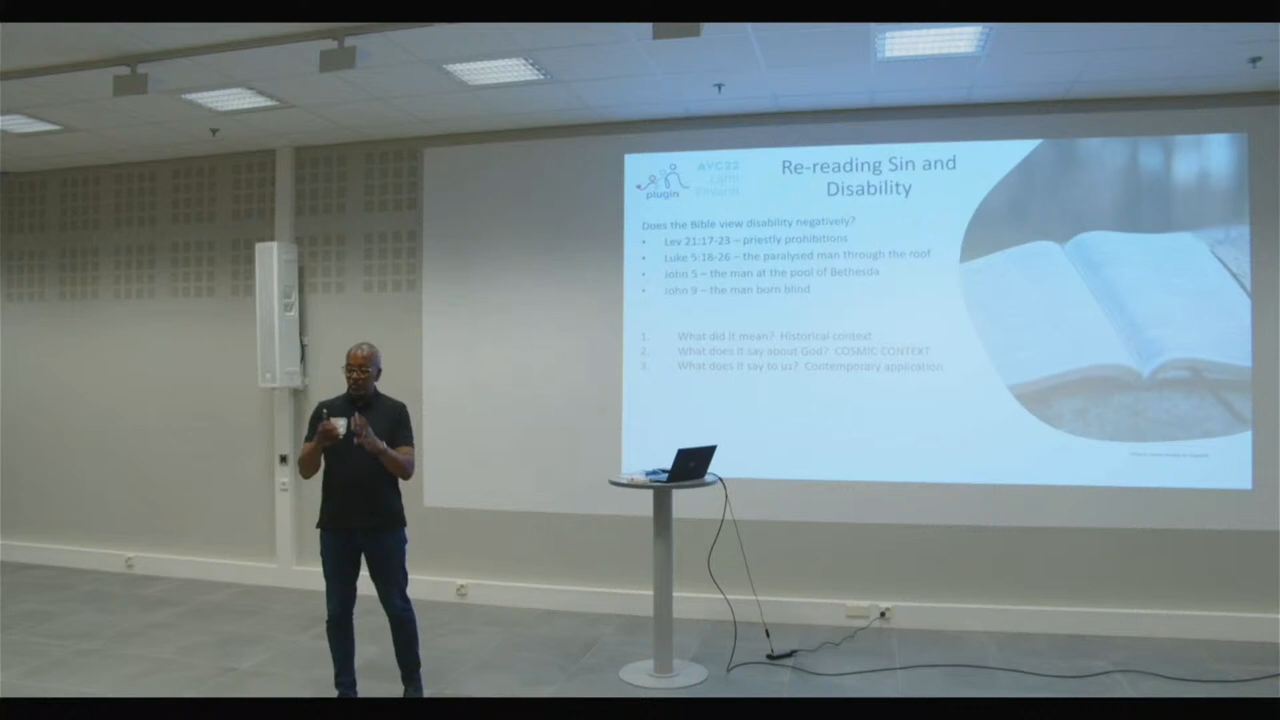 plugin
AYC22
Re-reading Sin and
Disability
Does the Bible view disability negatively?
• Lev 21:17-23 – priestly prohibitions
• Luke 5:18-26 – the paralysed man through the roof
• John 5 – the man at the pool of Bethesda
• John 9 – the man born blind
1. What did it mean? Historical context
2. What does it say about God? COSMIC CONTEXT
3. What does it say to us? Contemporary application